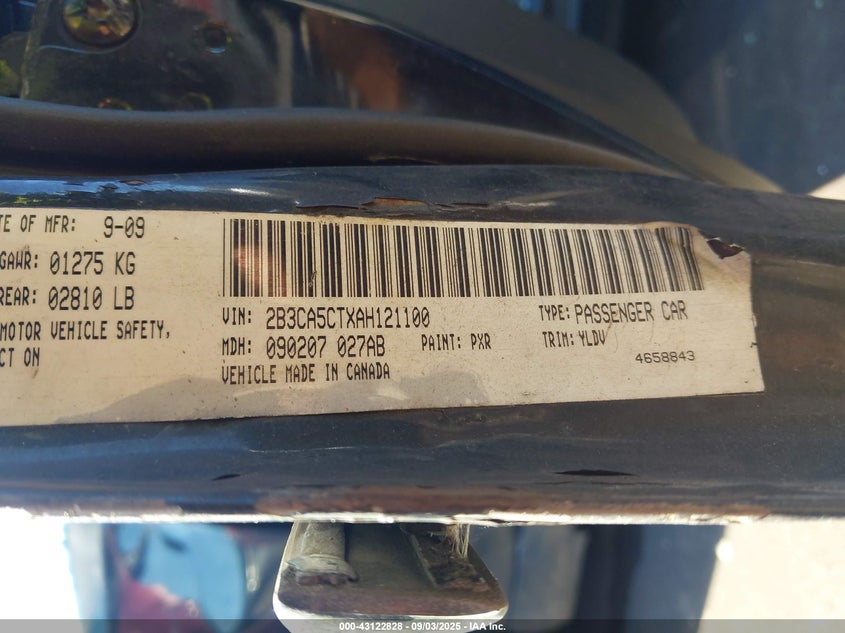 TE OF MFR: 9-09
GAWR: 01275 KG
REAR: 02810 LB
MOTOR VEHICLE SAFETY,
CT ON
VIN: 2B3CA5CTXAH121100 TYPE: PASSENGER CAR
MDH: 090207 027AB PAINT: PXR TRIM: YLDV
VEHICLE MADE IN CANADA 4658843
000-43122828 - 09/03/2025 - IAA Inc.